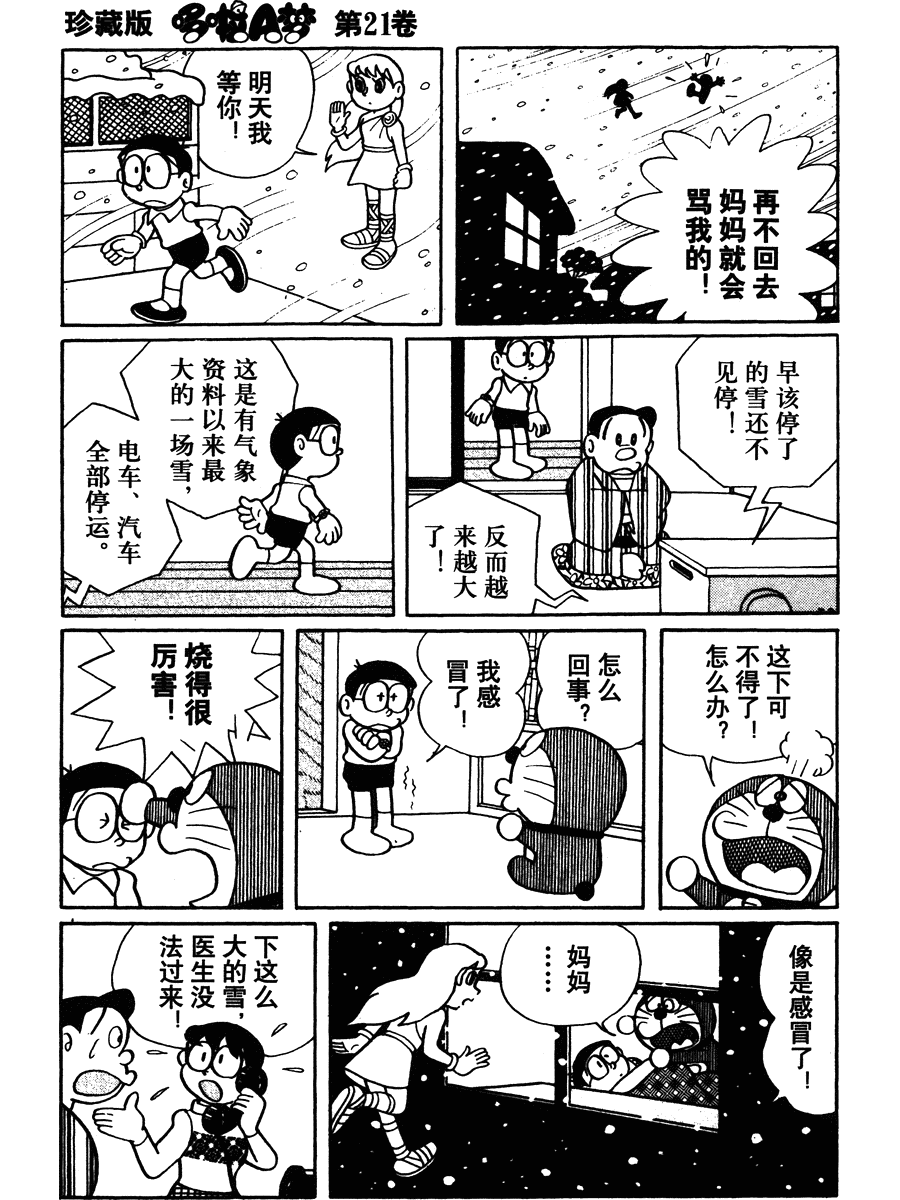 珍藏版 哆啦A梦 第21卷
再不回去
妈妈就会
骂我的!
明天我
等你!
早该停了
的雪还不
见停!
反而越
来越大
了!
这是有气象
资料以来最
大的一场雪,
电车、汽车
全部停运。
这下可
不得了!
怎么办?
怎么
回事?
我感
冒了!
烧得很
厉害!
像是感冒了!
妈妈
……
下这么
大的雪,
医生没
法过来!